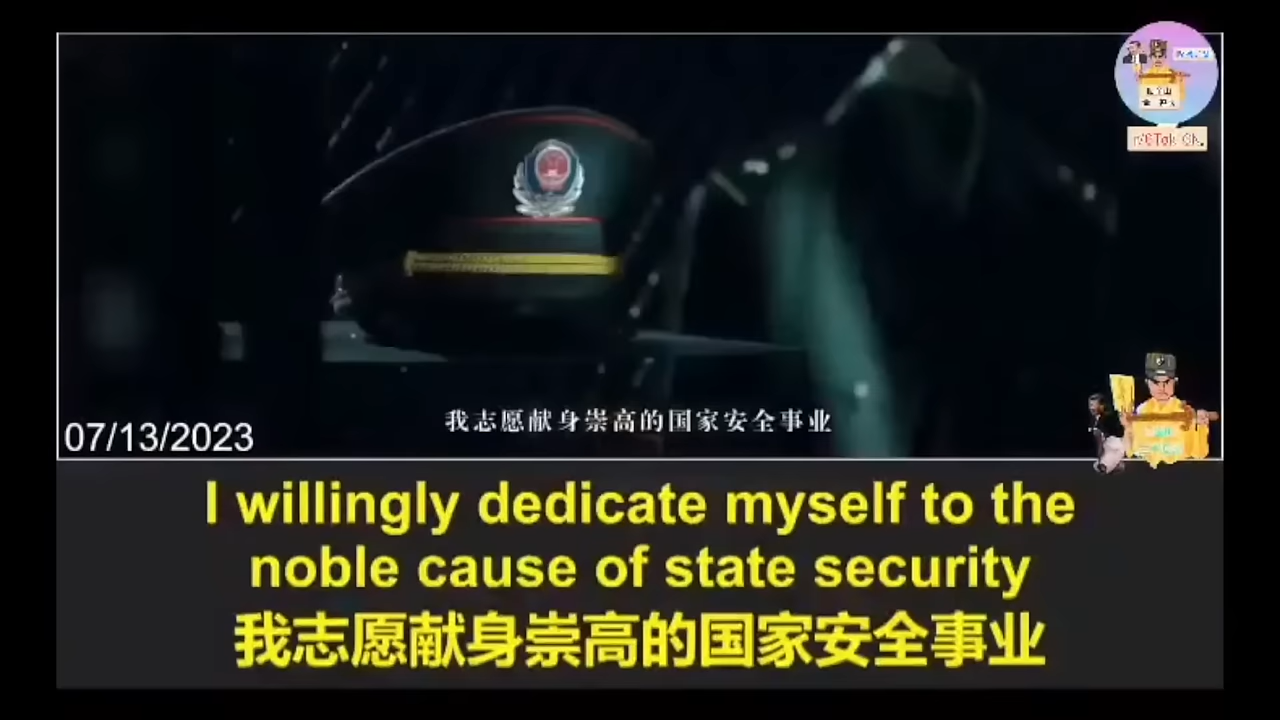 我志愿献身崇高的国家安全事业
07/13/2023
I willingly dedicate myself to the
noble cause of state security
我志愿献身崇高的国家安全事业